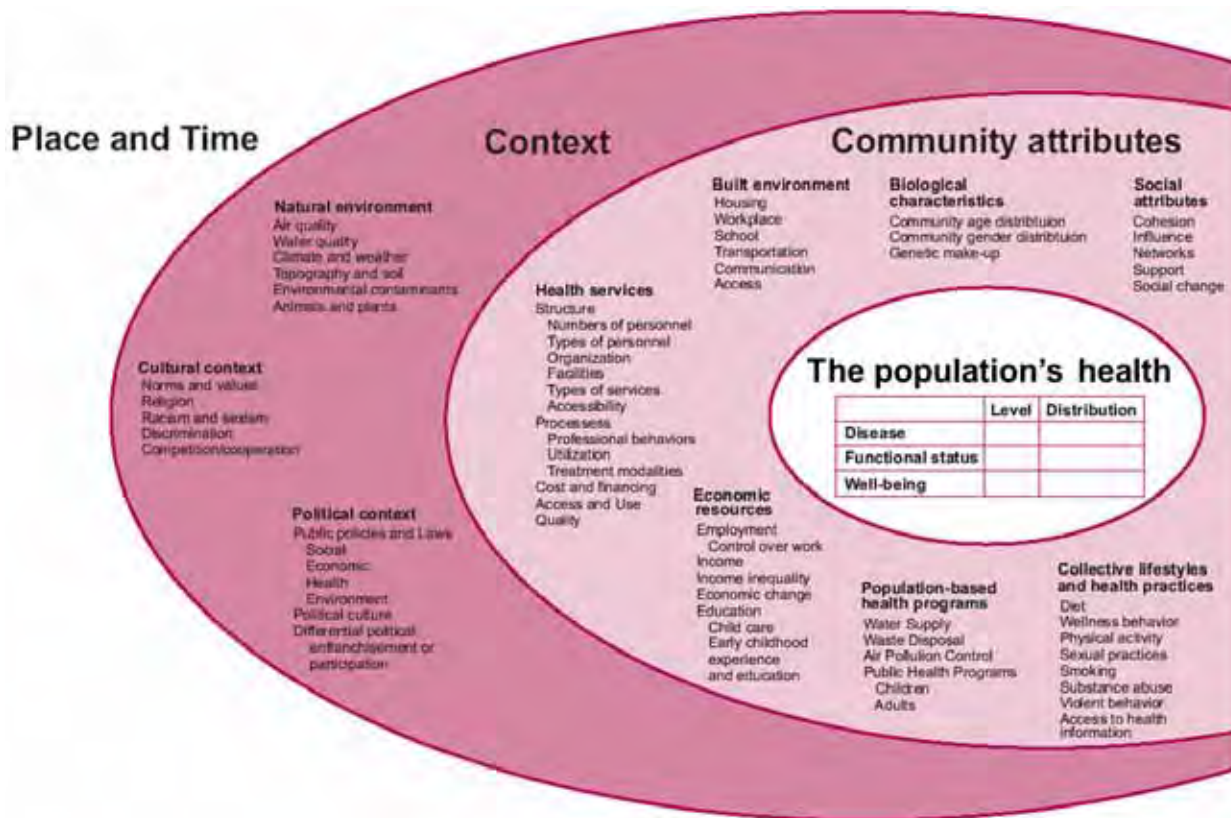 Place and Time
Context
Community attributes
Natural environment
Air quality
Water quality
Climate and weather
Topography and soil
Environmental contaminants
Animals and plants
Cultural context
Norms and values
Religion
Racism and sexism
Discrimination
Competition/cooperation
Political context
Public policies and Laws
Social
Economic
Health
Environment
Political culture
Differential political
enfranchisement or
participation
Health services
Structure
Numbers of personnel
Types of personnel
Organization
Facilities
Types of services
Accessibility
Processess
Professional behaviors
Utilization
Treatment modalities
Cost and financing
Access and Use
Quality
Built environment
Housing
Workplace
School
Transportation
Communication
Access
Biological
characteristics
Community age distribtuion
Community gender distribtuion
Genetic make-up
Social
attributes
Cohesion
Influence
Networks
Support
Social change
The population's health
Level Distribution
Disease
Functional status
Well-being
Economic
resources
Employment
Control over work
Income
Income inequality
Economic change
Education
Child care
Early childhood
experience
and education
Population-based
health programs
Water Supply
Waste Disposal
Air Pollution Control
Public Health Programs
Children
Adults
Collective lifestyles
and health practices
Diet
Wellness behavior
Physical activity
Sexual practices
Smoking
Substance abuse
Violent behavior
Access to health
information